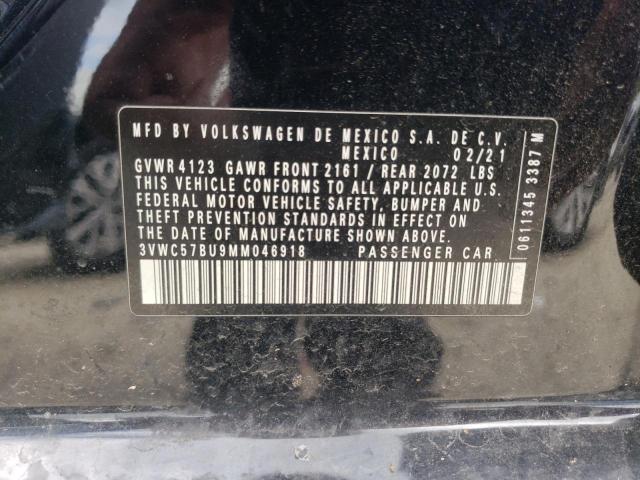 MFD BY VOLKSWAGEN DE MEXICO S.A. DE C.V.
MEXICO 02/21
GVWR 4123 GAWR FRONT 2161 / REAR 2072 LBS
THIS VEHICLE CONFORMS TO ALL APPLICABLE U.S.
FEDERAL MOTOR VEHICLE SAFETY, BUMPER AND
THEFT PREVENTION STANDARDS IN EFFECT ON
THE DATE OF MANUFACTURE SHOWN ABOVE.
3VWC57BU9MM046918 PASSENGER CAR
0611345 3387 M